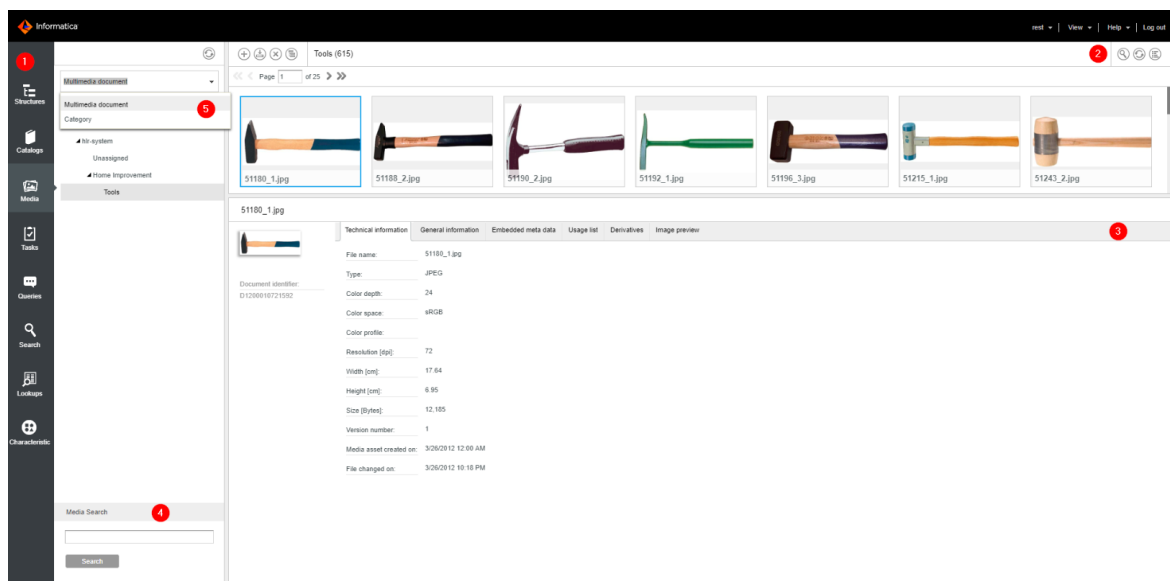 Informatica
rest
View
Help
Log out
1
Structures
Catalogs
Media
Tasks
Queries
Search
Lookups
Characteristic
Multimedia document
Multimedia document
Category
5
hlr-system
Unassigned
Home Improvement
Tools
Media Search
4
Search
Tools (615)
2
Page 1 of 25
51180_1.jpg
51188_2.jpg
51190_2.jpg
51192_1.jpg
51196_3.jpg
51215_1.jpg
51243_2.jpg
51180_1.jpg
Document identifier:
D1200010721592
Technical information
General information
Embedded meta data
Usage list
Derivatives
Image preview
3
File name: 51180_1.jpg
Type: JPEG
Color depth: 24
Color space: sRGB
Color profile:
Resolution [dpi]: 72
Width [cm]: 17.64
Height [cm]: 6.95
Size [Bytes]: 12,185
Version number: 1
Media asset created on: 3/26/2012 12:00 AM
File changed on: 3/26/2012 10:18 PM